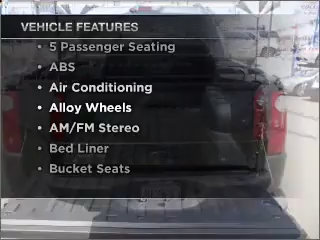 VEHICLE FEATURES
• 5 Passenger Seating
• ABS
• Air Conditioning
• Alloy Wheels
• AM/FM Stereo
• Bed Liner
• Bucket Seats